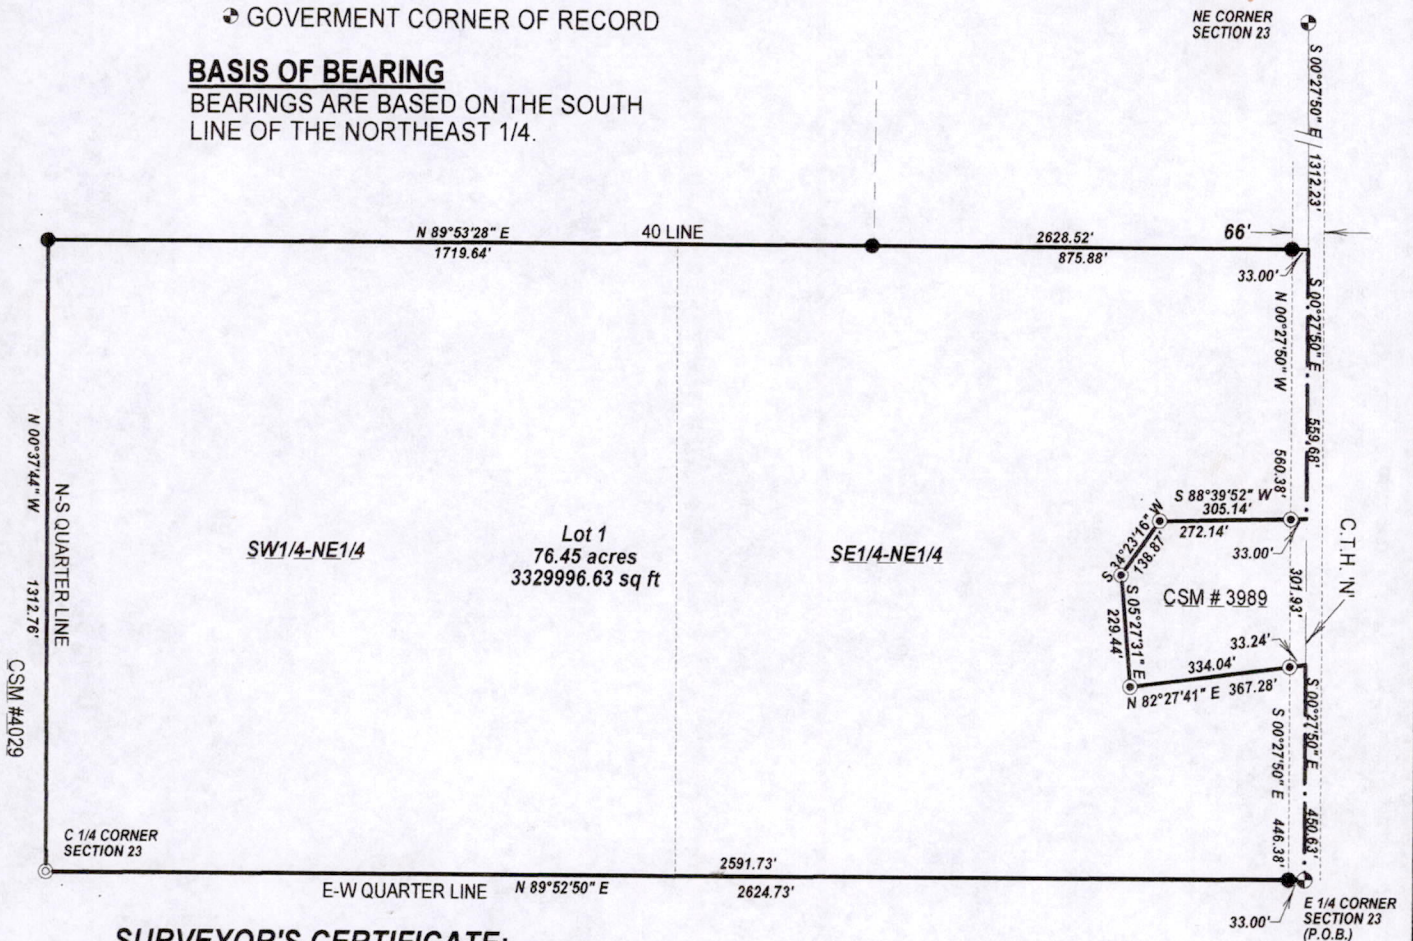 GOVERMENT CORNER OF RECORD
NE CORNER
SECTION 23
BASIS OF BEARING
BEARINGS ARE BASED ON THE SOUTH
LINE OF THE NORTHEAST 1/4.
S 00°27'50" E 1312.23'
N 89°53'28" E
1719.64'
40 LINE
2628.52'
875.88'
66'
33.00'
S 00°27'50" E 559.68'
N 00°27'50" W 560.38'
N 00°37'44" W 1312.76'
N-S QUARTER LINE
CSM #4029
SW1/4-NE1/4
Lot 1
76.45 acres
3329996.63 sq ft
SE1/4-NE1/4
S 88°39'52" W
305.14'
272.14'
33.00'
S 34°23'16" W
138.87'
CSM # 3989
301.93'
C.T.H. 'N'
S 05°27'31" E
229.44'
33.24'
334.04'
N 82°27'41" E 367.28'
S 00°27'50" E 450.63'
S 00°27'50" E 446.38'
C 1/4 CORNER
SECTION 23
2591.73'
E-W QUARTER LINE N 89°52'50" E
2624.73'
33.00'
E 1/4 CORNER
SECTION 23
(P.O.B.)
SURVEYOR'S CERTIFICATE: